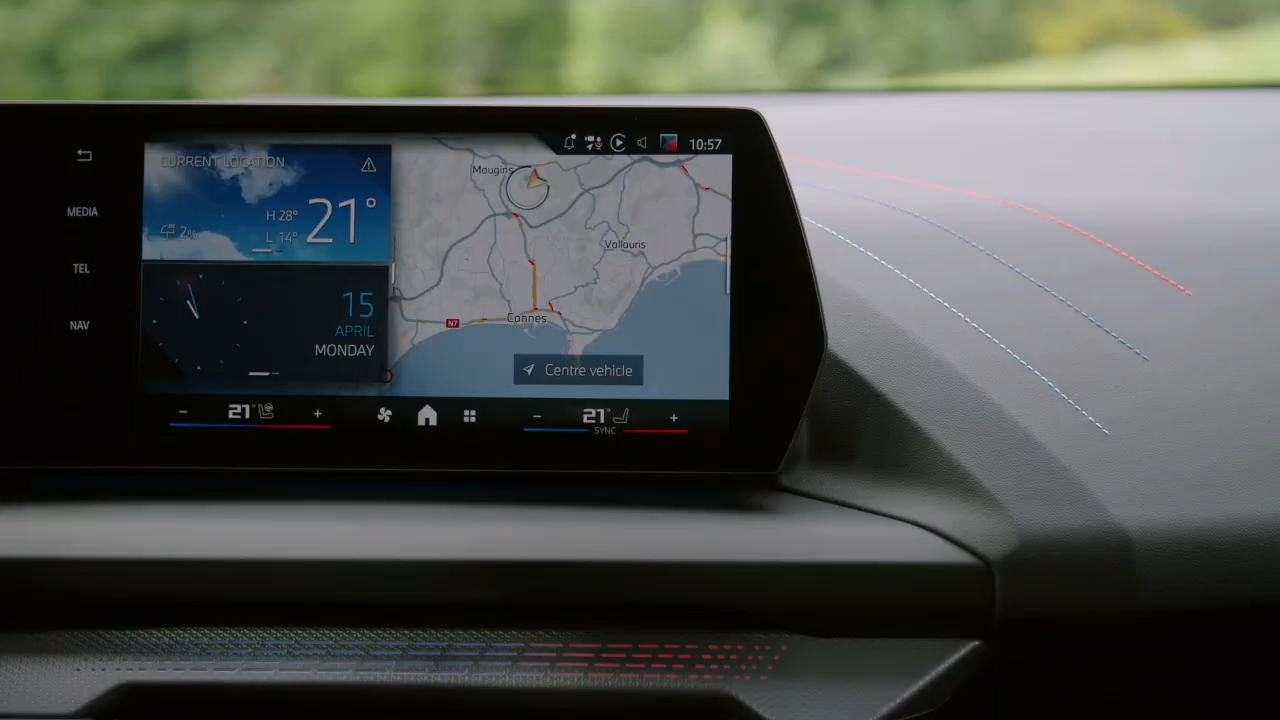 10:57
CURRENT LOCATION
MEDIA
TEL
NAV
2%
H 28°
L 14°
21°
15
APRIL
MONDAY
Mougins
Vallauris
N7
Cannes
Centre vehicle
− 21° +
− 21° +
SYNC